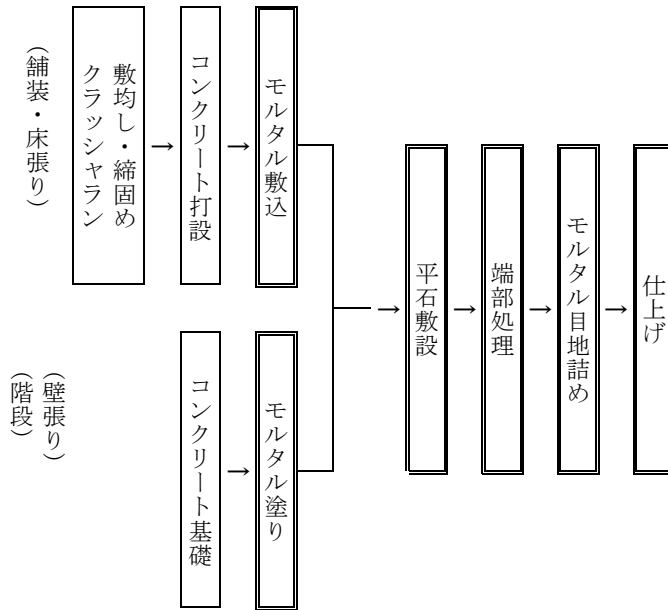 （舗装・床張り）
クラッシャラン
敷均し・締固め
→
コンクリート打設
→
モルタル敷込
（壁張り）
（階段）
コンクリート基礎
→
モルタル塗り
→
平石敷設
→
端部処理
→
モルタル目地詰め
→
仕上げ